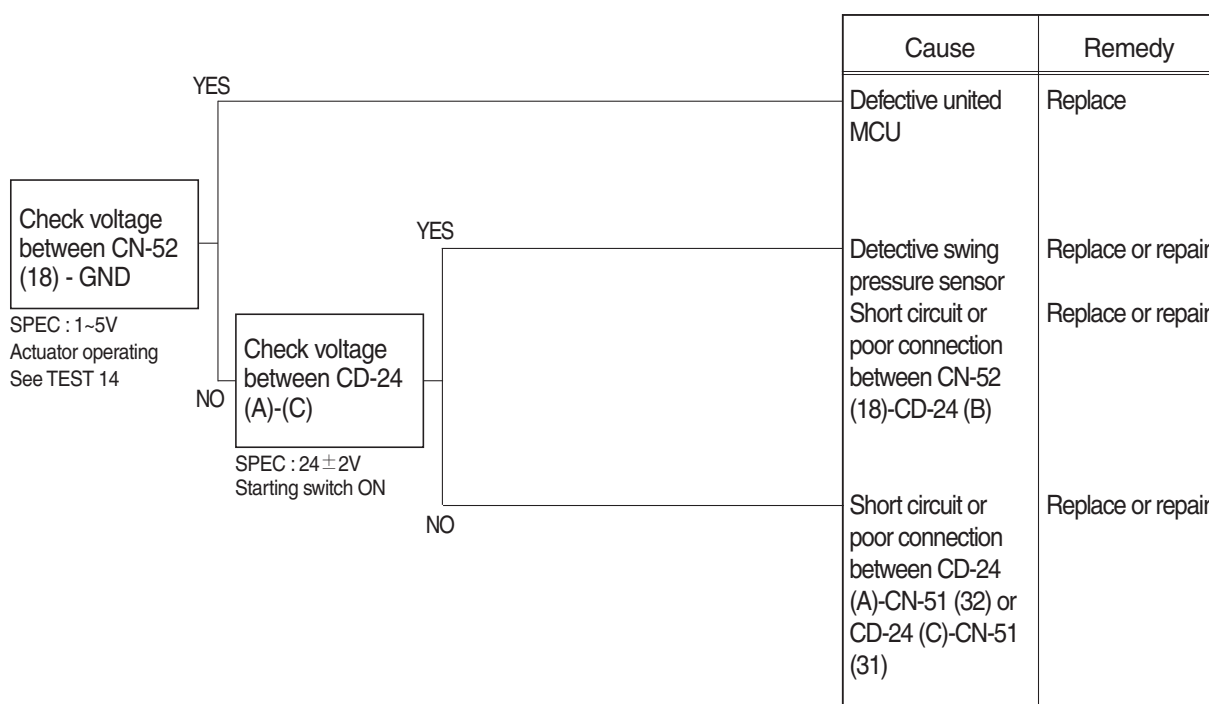 Cause
Remedy
YES
Defective united
MCU
Replace
Check voltage
between CN-52
(18) - GND
SPEC : 1~5V
Actuator operating
See TEST 14
YES
Detective swing
pressure sensor
Replace or repair
Short circuit or
poor connection
between CN-52
(18)-CD-24 (B)
Replace or repair
NO
Check voltage
between CD-24
(A)-(C)
SPEC : 24±2V
Starting switch ON
NO
Short circuit or
poor connection
between CD-24
(A)-CN-51 (32) or
CD-24 (C)-CN-51
(31)
Replace or repair